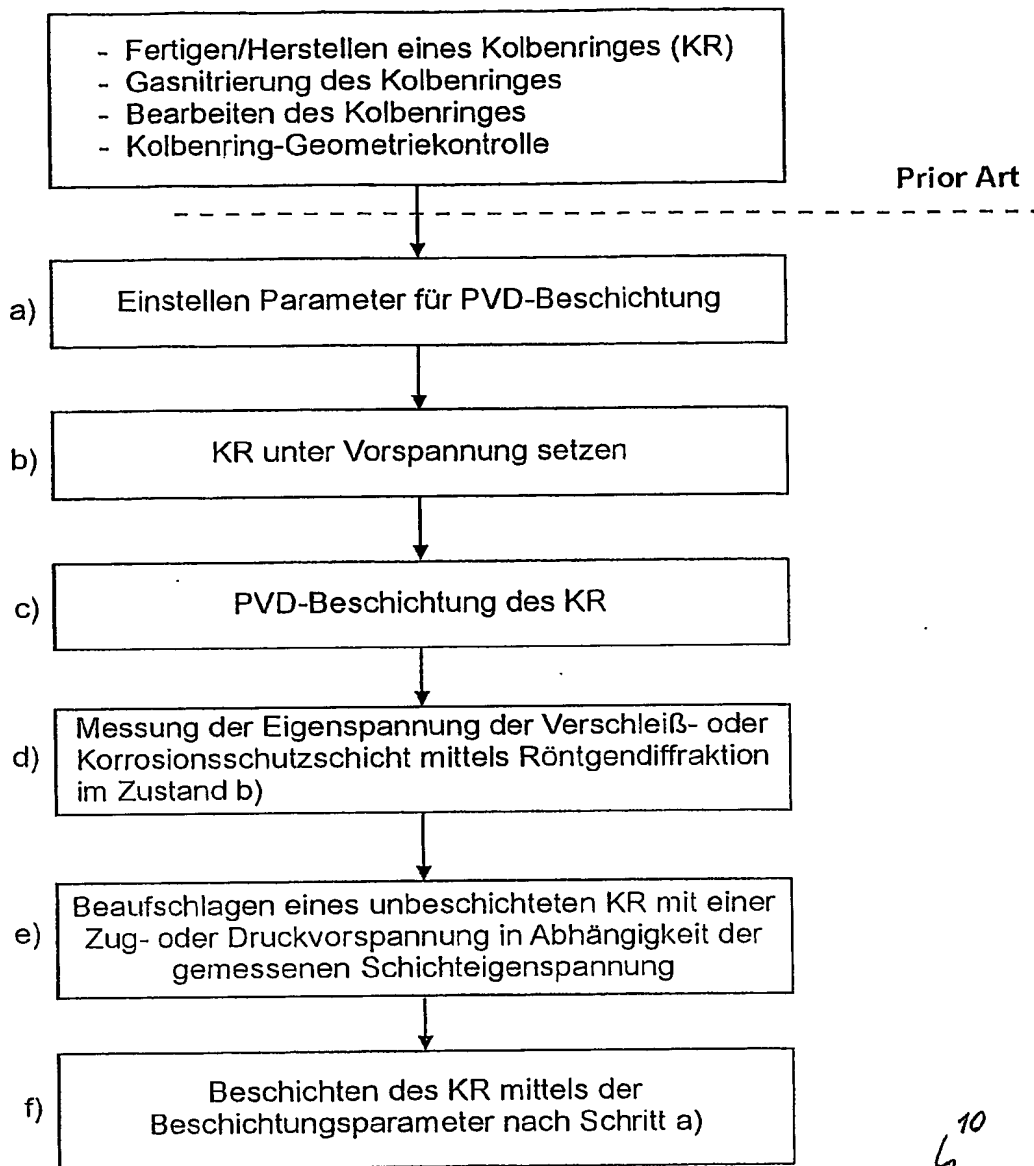 - Fertigen/Herstellen eines Kolbenringes (KR)
- Gasnitrierung des Kolbenringes
- Bearbeiten des Kolbenringes
- Kolbenring-Geometriekontrolle
Prior Art
a) Einstellen Parameter für PVD-Beschichtung
b) KR unter Vorspannung setzen
c) PVD-Beschichtung des KR
Messung der Eigenspannung der Verschleiß- oder
d) Korrosionsschutzschicht mittels Röntgendiffraktion
im Zustand b)
Beaufschlagen eines unbeschichteten KR mit einer
e) Zug- oder Druckvorspannung in Abhängigkeit der
gemessenen Schichteigenspannung
Beschichten des KR mittels der
f) Beschichtungsparameter nach Schritt a)
10